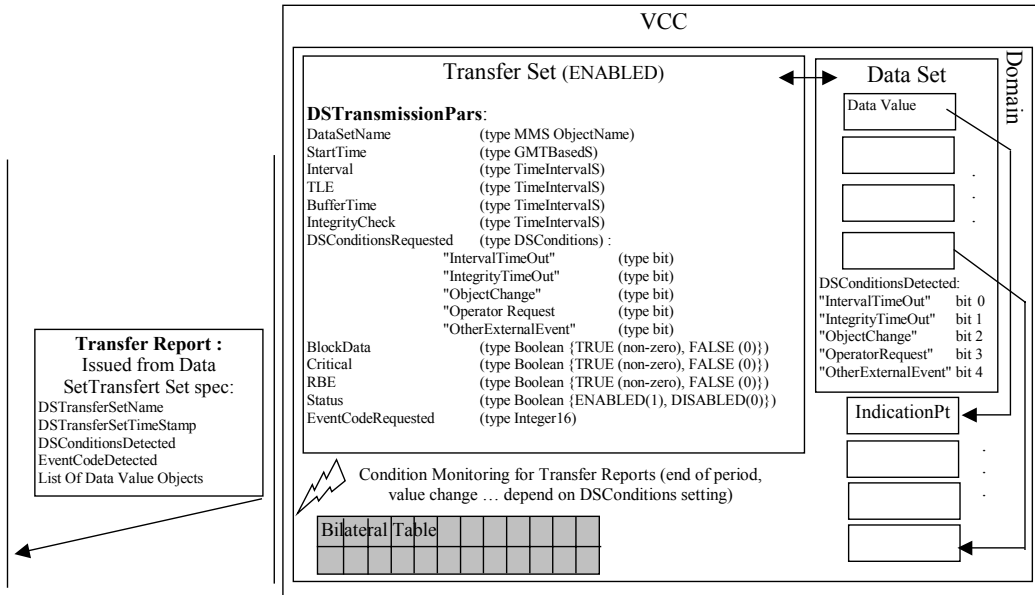 VCC
Domain
Transfer Set (ENABLED)
DSTransmissionPars:
DataSetName (type MMS ObjectName)
StartTime (type GMTBasedS)
Interval (type TimeIntervalS)
TLE (type TimeIntervalS)
BufferTime (type TimeIntervalS)
IntegrityCheck (type TimeIntervalS)
DSConditionsRequested (type DSConditions) :
"IntervalTimeOut" (type bit)
"IntegrityTimeOut" (type bit)
"ObjectChange" (type bit)
"Operator Request (type bit)
"OtherExternalEvent" (type bit)
BlockData (type Boolean {TRUE (non-zero), FALSE (0)})
Critical (type Boolean {TRUE (non-zero), FALSE (0)})
RBE (type Boolean {TRUE (non-zero), FALSE (0)})
Status (type Boolean {ENABLED(1), DISABLED(0)})
EventCodeRequested (type Integer16)
Data Set
Data Value
DSConditionsDetected:
"IntervalTimeOut" bit 0
"IntegrityTimeOut" bit 1
"ObjectChange" bit 2
"OperatorRequest" bit 3
"OtherExternalEvent" bit 4
IndicationPt
Transfer Report :
Issued from Data
SetTransfert Set spec:
DSTransferSetName
DSTransferSetTimeStamp
DSConditionsDetected
EventCodeDetected
List Of Data Value Objects
Condition Monitoring for Transfer Reports (end of period,
value change … depend on DSConditions setting)
Bilateral Table